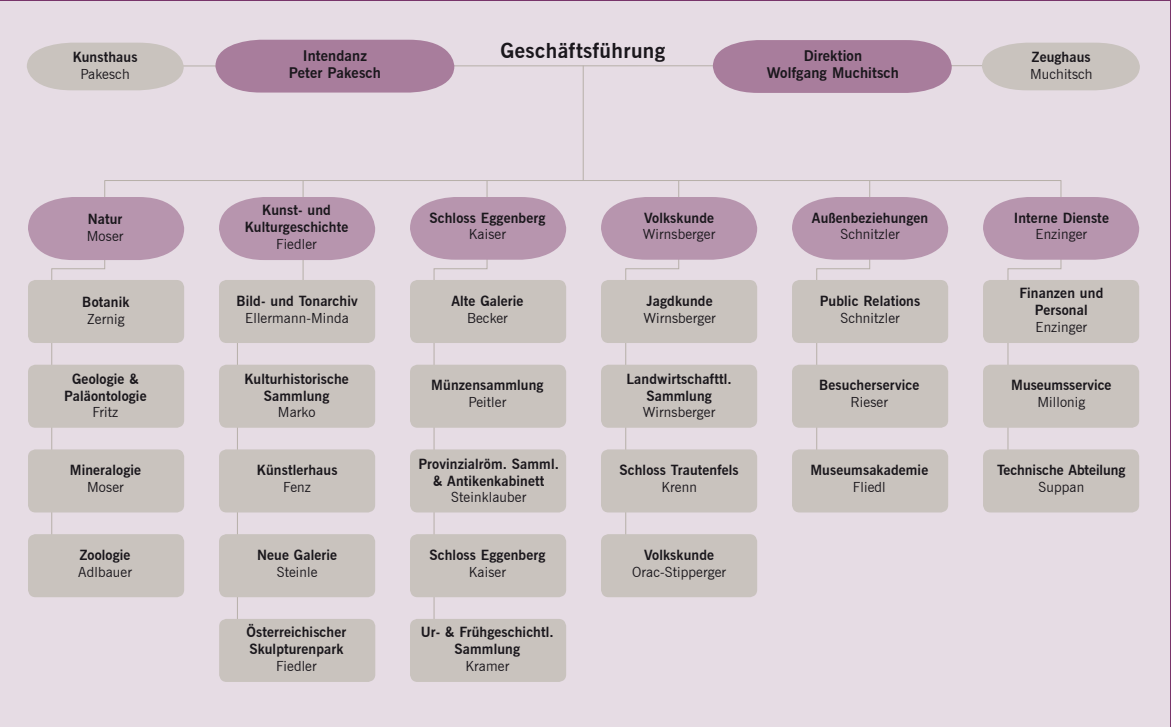 Kunsthaus
Pakesch
Intendanz
Peter Pakesch
Geschäftsführung
Direktion
Wolfgang Muchitsch
Zeughaus
Muchitsch
Natur
Moser
Kunst- und
Kulturgeschichte
Fiedler
Schloss Eggenberg
Kaiser
Volkskunde
Wirnsberger
Außenbeziehungen
Schnitzler
Interne Dienste
Enzinger
Botanik
Zernig
Bild- und Tonarchiv
Ellermann-Minda
Alte Galerie
Becker
Jagdkunde
Wirnsberger
Public Relations
Schnitzler
Finanzen und
Personal
Enzinger
Geologie &
Paläontologie
Fritz
Kulturhistorische
Sammlung
Marko
Münzensammlung
Peitler
Landwirtschafttl.
Sammlung
Wirnsberger
Besucherservice
Rieser
Museumsservice
Millonig
Mineralogie
Moser
Künstlerhaus
Fenz
Provinzialröm. Samml.
& Antikenkabinett
Steinklauber
Schloss Trautenfels
Krenn
Museumsakademie
Fliedl
Technische Abteilung
Suppan
Zoologie
Adlbauer
Neue Galerie
Steinle
Schloss Eggenberg
Kaiser
Volkskunde
Orac-Stipperger
Österreichischer
Skulpturenpark
Fiedler
Ur- & Frühgeschichtl.
Sammlung
Kramer